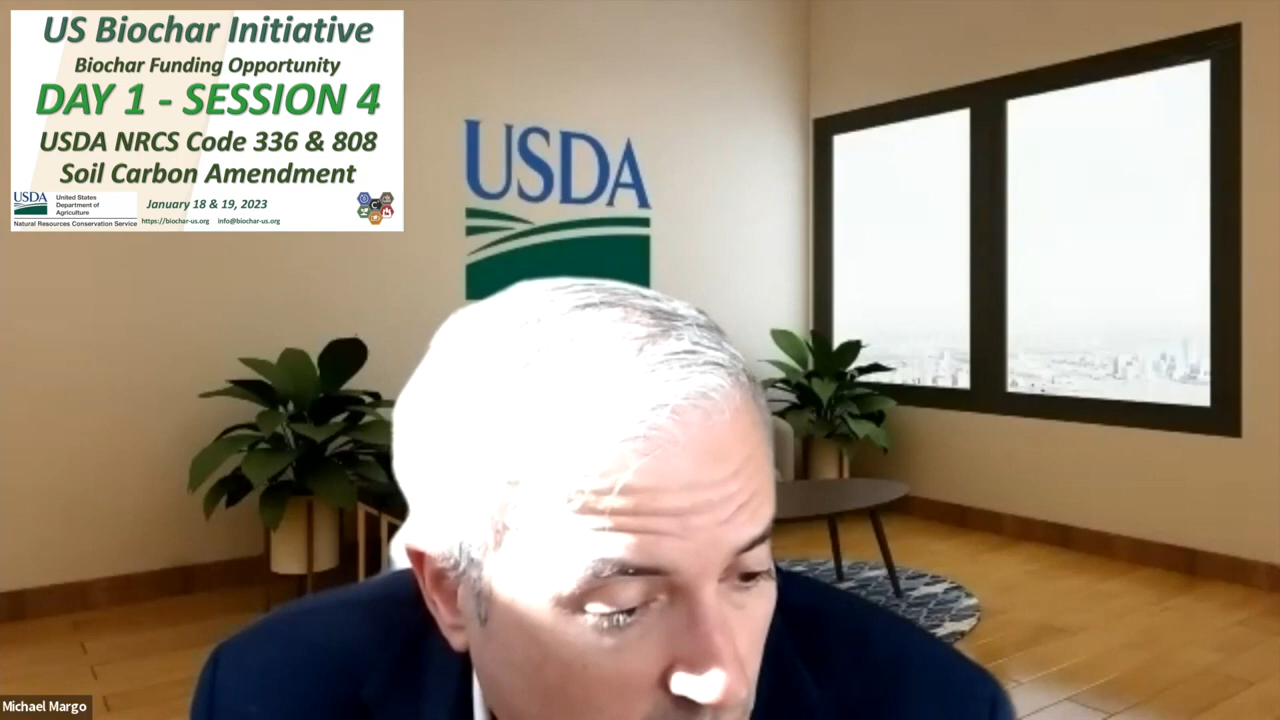 US Biochar Initiative
Biochar Funding Opportunity
DAY 1 - SESSION 4
USDA NRCS Code 336 & 808
Soil Carbon Amendment
USDA
United States
Department of
Agriculture
Natural Resources Conservation Service
January 18 & 19, 2023
https://biochar-us.org info@biochar-us.org
USDA
Michael Margo